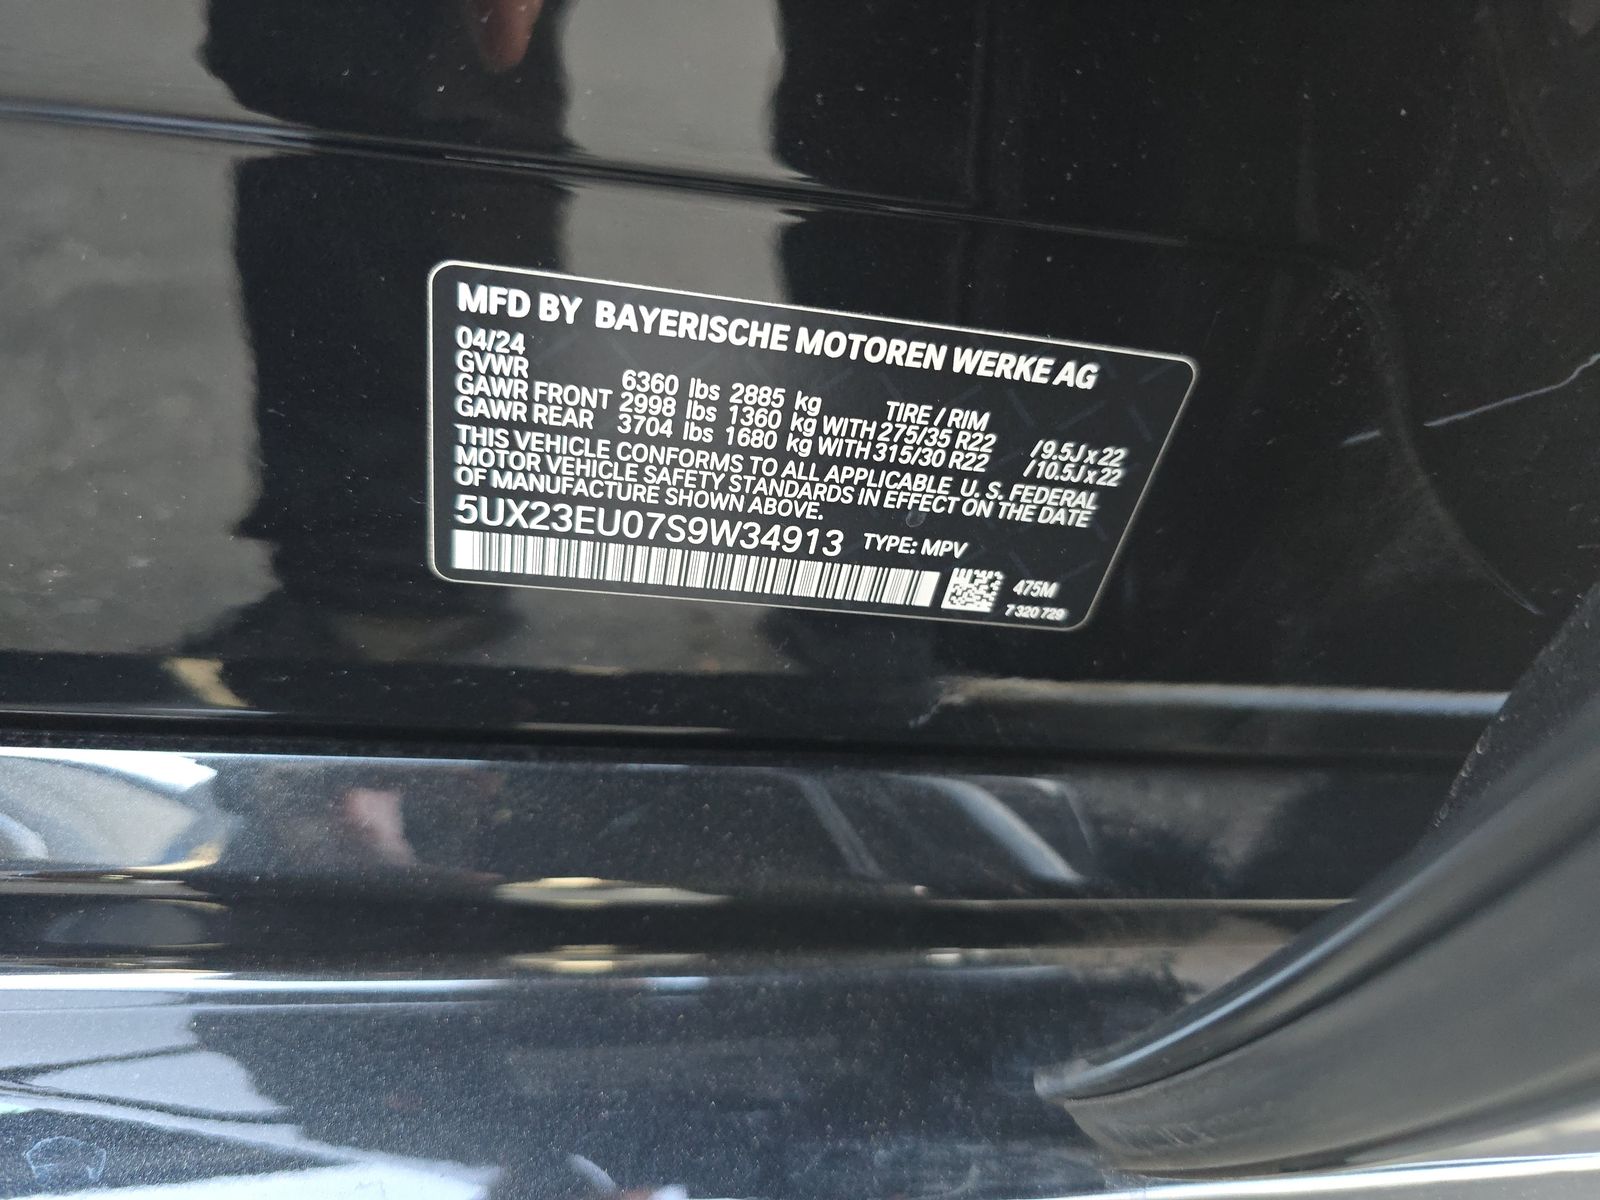 MFD BY BAYERISCHE MOTOREN WERKE AG
04/24
GVWR 6360 lbs 2885 kg TIRE / RIM
GAWR FRONT 2998 lbs 1360 kg WITH 275/35 R22 /9.5J x 22
GAWR REAR 3704 lbs 1680 kg WITH 315/30 R22 /10.5J x 22
THIS VEHICLE CONFORMS TO ALL APPLICABLE U. S. FEDERAL
MOTOR VEHICLE SAFETY STANDARDS IN EFFECT ON THE DATE
OF MANUFACTURE SHOWN ABOVE.
5UX23EU07S9W34913 TYPE: MPV
475M
7 320 729